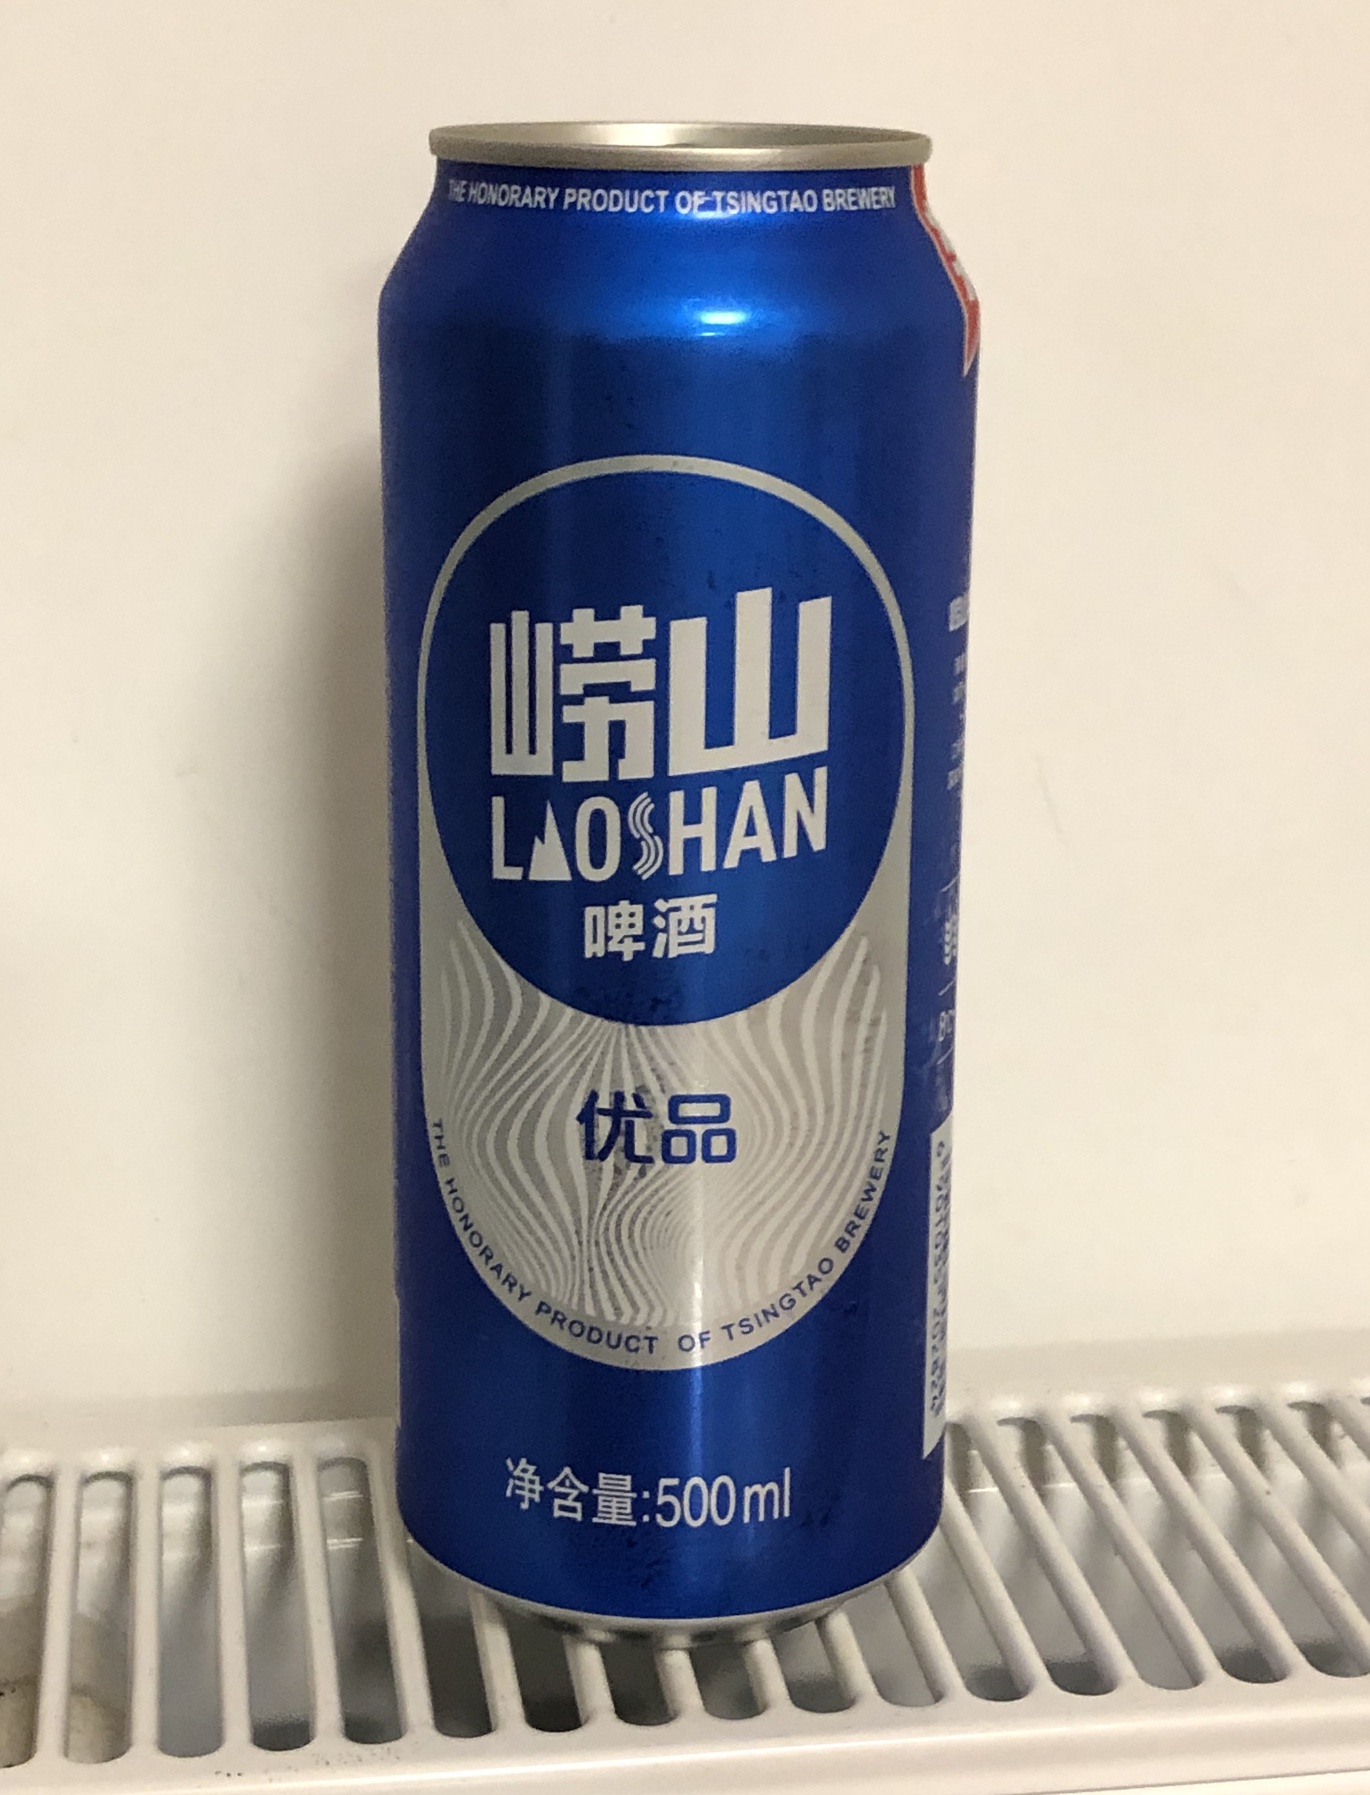 THE HONORARY PRODUCT OF TSINGTAO BREWERY
崂山
LAOSHAN
啤酒
优品
THE HONORARY PRODUCT OF TSINGTAO BREWERY
净含量:500ml